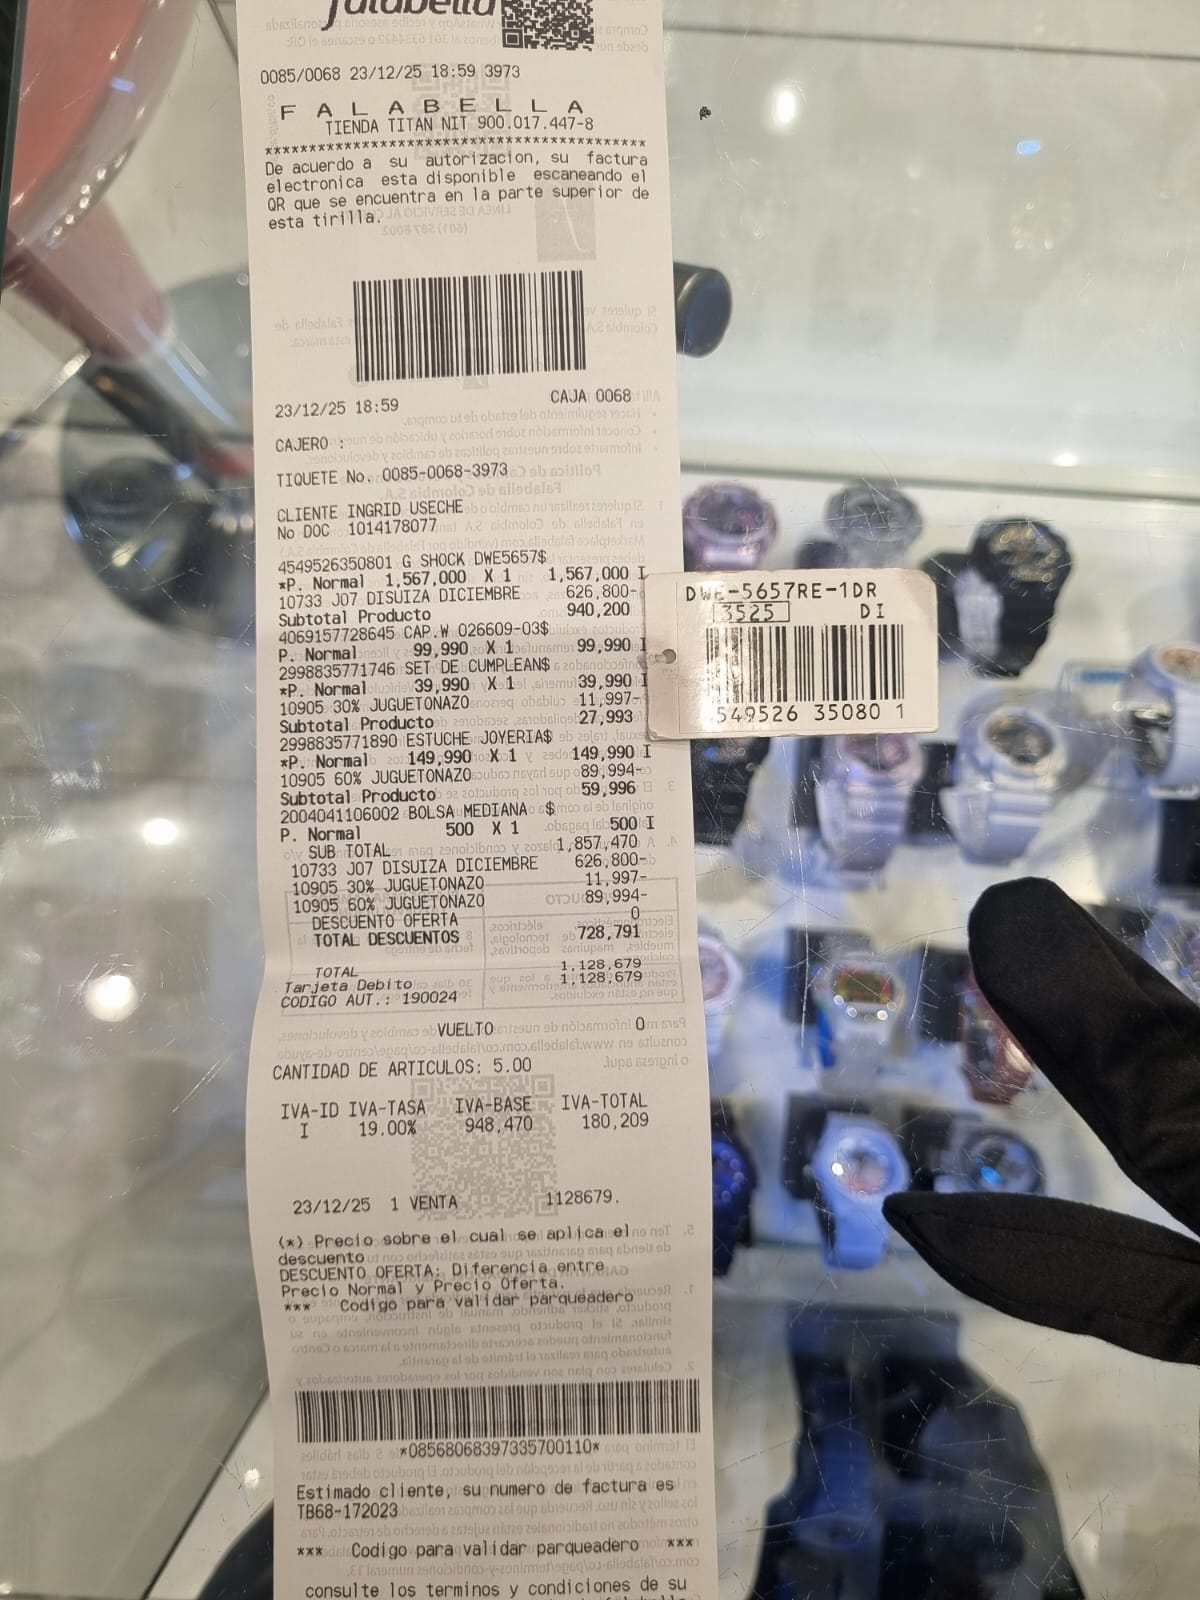 falabella
0085/0068 23/12/25 18:59 3973
F A L A B E L L A
TIENDA TITAN NIT 900.017.447-8
De acuerdo a su autorizacion, su factura
electronica esta disponible escaneando el
QR que se encuentra en la parte superior de
esta tirilla.
23/12/25 18:59 CAJA 0068
CAJERO :
TIQUETE No. 0085-0068-3973
CLIENTE INGRID USECHE
No DOC 1014178077
4549526350801 G SHOCK DWE5657$
*P. Normal 1,567,000 X 1 1,567,000 I
10733 J07 DISUIZA DICIEMBRE 626,800-
Subtotal Producto 940,200
4069157728645 CAP.W 026609-03$
P. Normal 99,990 X 1 99,990 I
2998835771746 SET DE CUMPLEAN$
*P. Normal 39,990 X 1 39,990 I
10905 30% JUGUETONAZO 11,997-
Subtotal Producto 27,993
2998835771890 ESTUCHE JOYERIA$
*P. Normal 149,990 X 1 149,990 I
10905 60% JUGUETONAZO 89,994-
Subtotal Producto 59,996
2004041106002 BOLSA MEDIANA $
P. Normal 500 X 1 500 I
SUB TOTAL 1,857,470
10733 J07 DISUIZA DICIEMBRE 626,800-
10905 30% JUGUETONAZO 11,997-
10905 60% JUGUETONAZO 89,994-
DESCUENTO OFERTA 0
TOTAL DESCUENTOS 728,791
TOTAL 1,128,679
Tarjeta Debito 1,128,679
CODIGO AUT.: 190024
VUELTO 0
CANTIDAD DE ARTICULOS: 5.00
IVA-ID IVA-TASA IVA-BASE IVA-TOTAL
I 19.00% 948,470 180,209
23/12/25 1 VENTA 1128679.
(*) Precio sobre el cual se aplica el
descuento
DESCUENTO OFERTA: Diferencia entre
Precio Normal y Precio Oferta.
*** Codigo para validar parqueadero
*08568068397335700110*
Estimado cliente, su numero de factura es
TB68-172023
*** Codigo para validar parqueadero ***
consulte los terminos y condiciones de su
DWE-5657RE-1DR
3525 DI
549526 35080 1